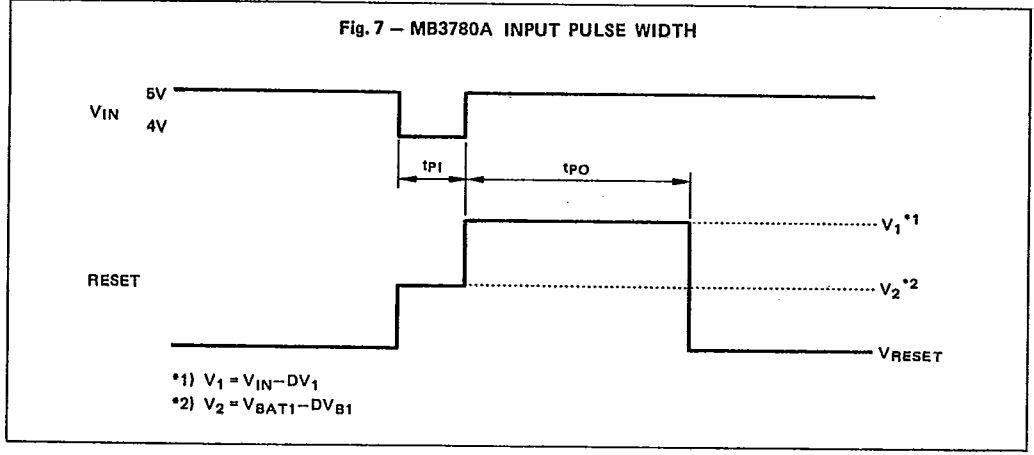 Fig. 7 — MB3780A INPUT PULSE WIDTH
5V
VIN
4V
tPI
tPO
V1*1
RESET
V2*2
VRESET
*1) V1 = VIN−DV1
*2) V2 = VBAT1−DVB1